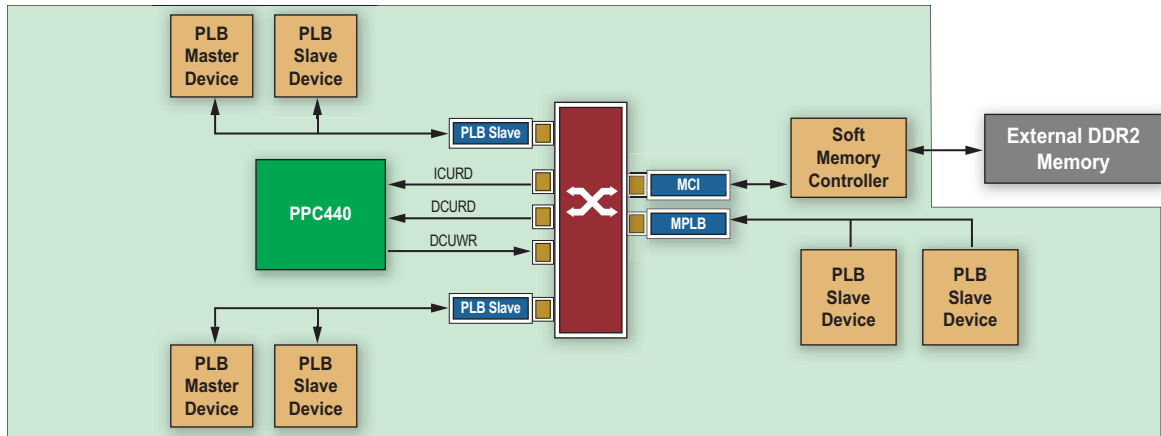 PLB
Master
Device
PLB
Slave
Device
PLB Slave
ICURD
PPC440
DCURD
DCUWR
PLB Slave
PLB
Master
Device
PLB
Slave
Device
MCI
MPLB
Soft
Memory
Controller
External DDR2
Memory
PLB
Slave
Device
PLB
Slave
Device